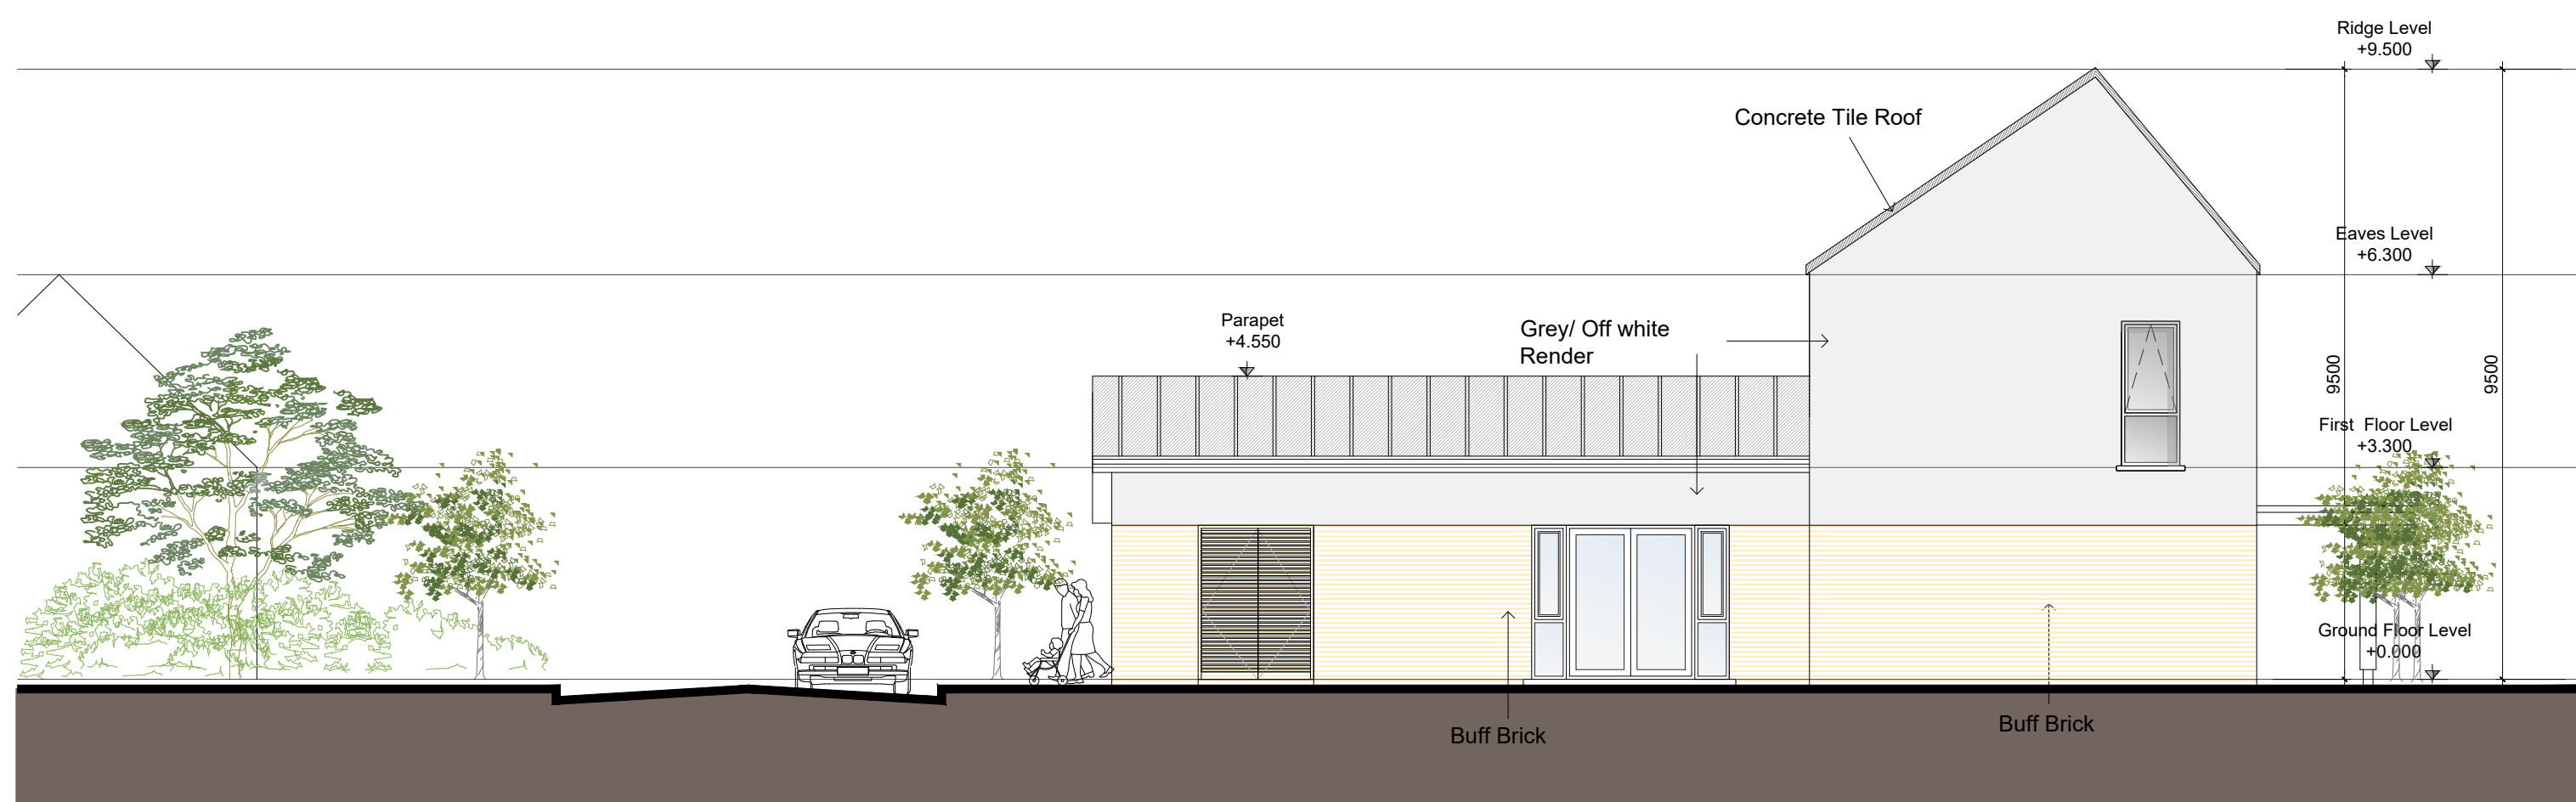 Ridge Level
+9.500
Concrete Tile Roof
Eaves Level
+6.300
Parapet
+4.550
Grey/ Off white
Render
9500
9500
First Floor Level
+3.300
Ground Floor Level
+0.000
Buff Brick
Buff Brick